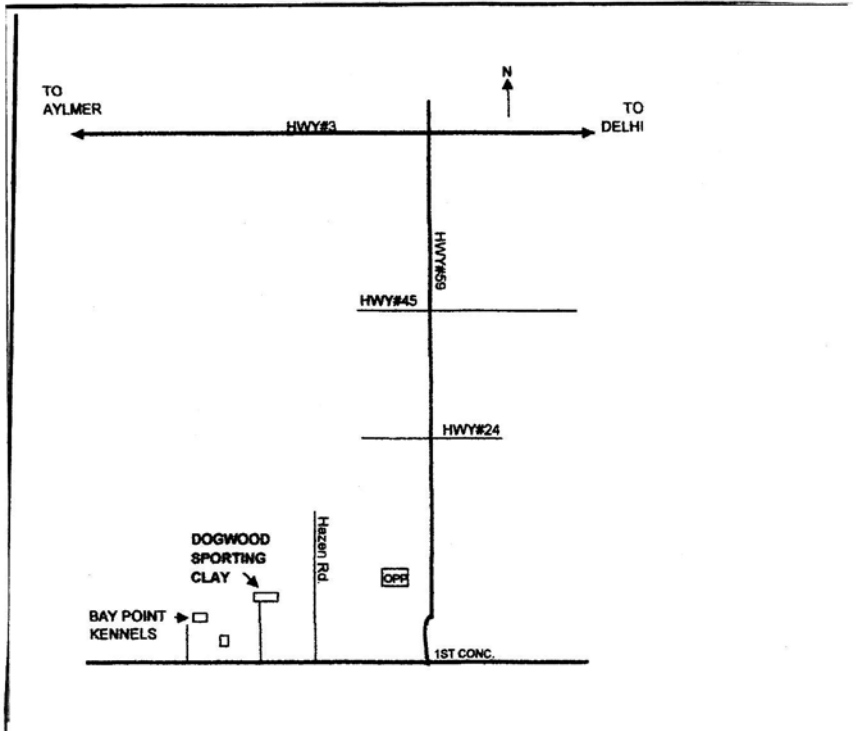 N
TO
AYLMER
TO
DELHI
HWY#3
HWY#59
HWY#45
HWY#24
Hazen Rd.
DOGWOOD
SPORTING
CLAY
OPP
BAY POINT
KENNELS
1ST CONC.